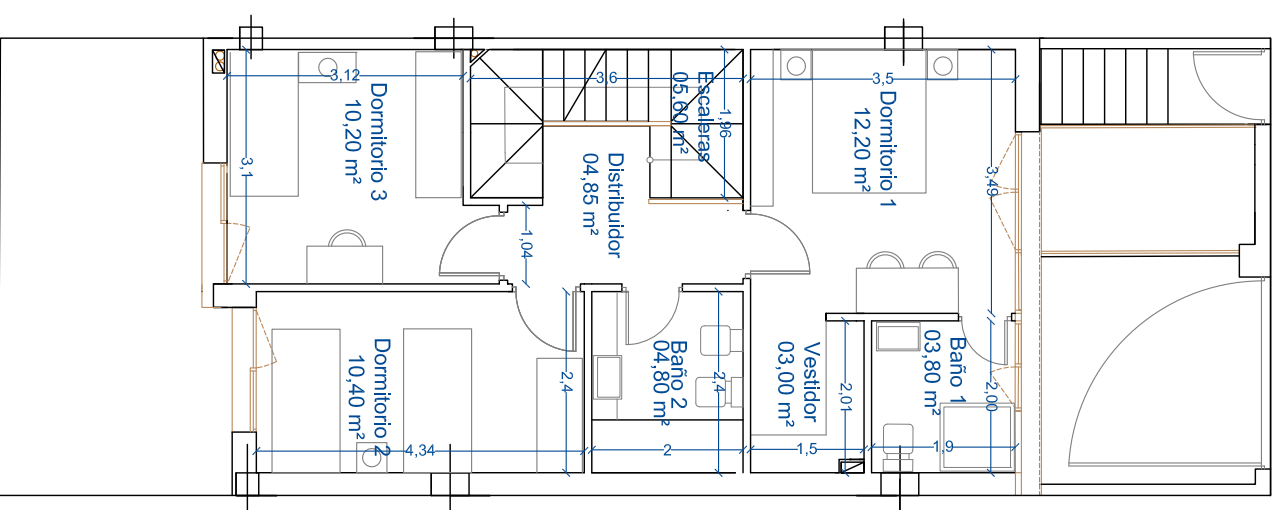 3,12
Dormitorio 3
10,20 m²
3,1
3,6
Escaleras
05,60 m²
1,96
3,5
Dormitorio 1
12,20 m²
3,49
Distribuidor
04,85 m²
1,04
Dormitorio 2
10,40 m²
4,34
2,4
Baño 2
04,80 m²
2,4
2
Vestidor
03,00 m²
2,01
1,5
Baño 1
03,80 m²
2,00
1,9